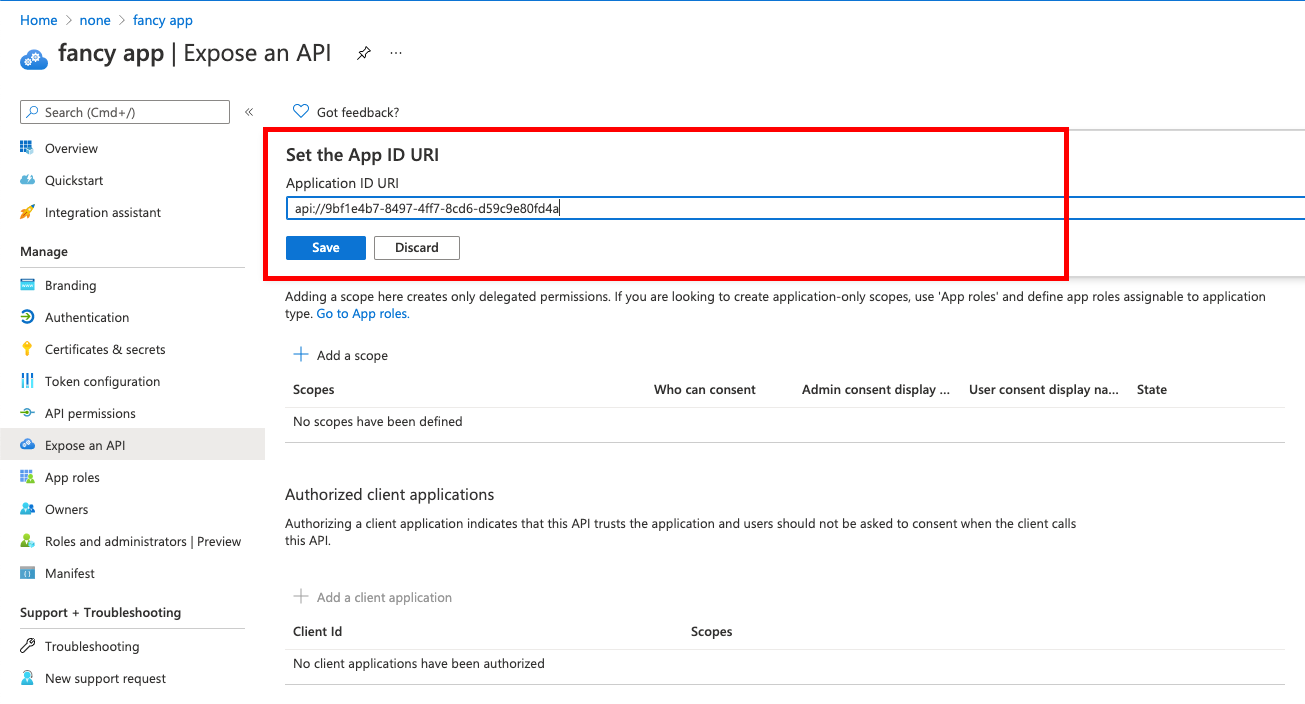 Home > none > fancy app
fancy app | Expose an API ...
Search (Cmd+/)
«
Got feedback?
Overview
Quickstart
Integration assistant
Manage
Branding
Authentication
Certificates & secrets
Token configuration
API permissions
Expose an API
App roles
Owners
Roles and administrators | Preview
Manifest
Support + Troubleshooting
Troubleshooting
New support request
Set the App ID URI
Application ID URI
api://9bf1e4b7-8497-4ff7-8cd6-d59c9e80fd4a
Save Discard
Adding a scope here creates only delegated permissions. If you are looking to create application-only scopes, use 'App roles' and define app roles assignable to application
type. Go to App roles.
Add a scope
Scopes Who can consent Admin consent display ... User consent display na... State
No scopes have been defined
Authorized client applications
Authorizing a client application indicates that this API trusts the application and users should not be asked to consent when the client calls
this API.
Add a client application
Client Id Scopes
No client applications have been authorized